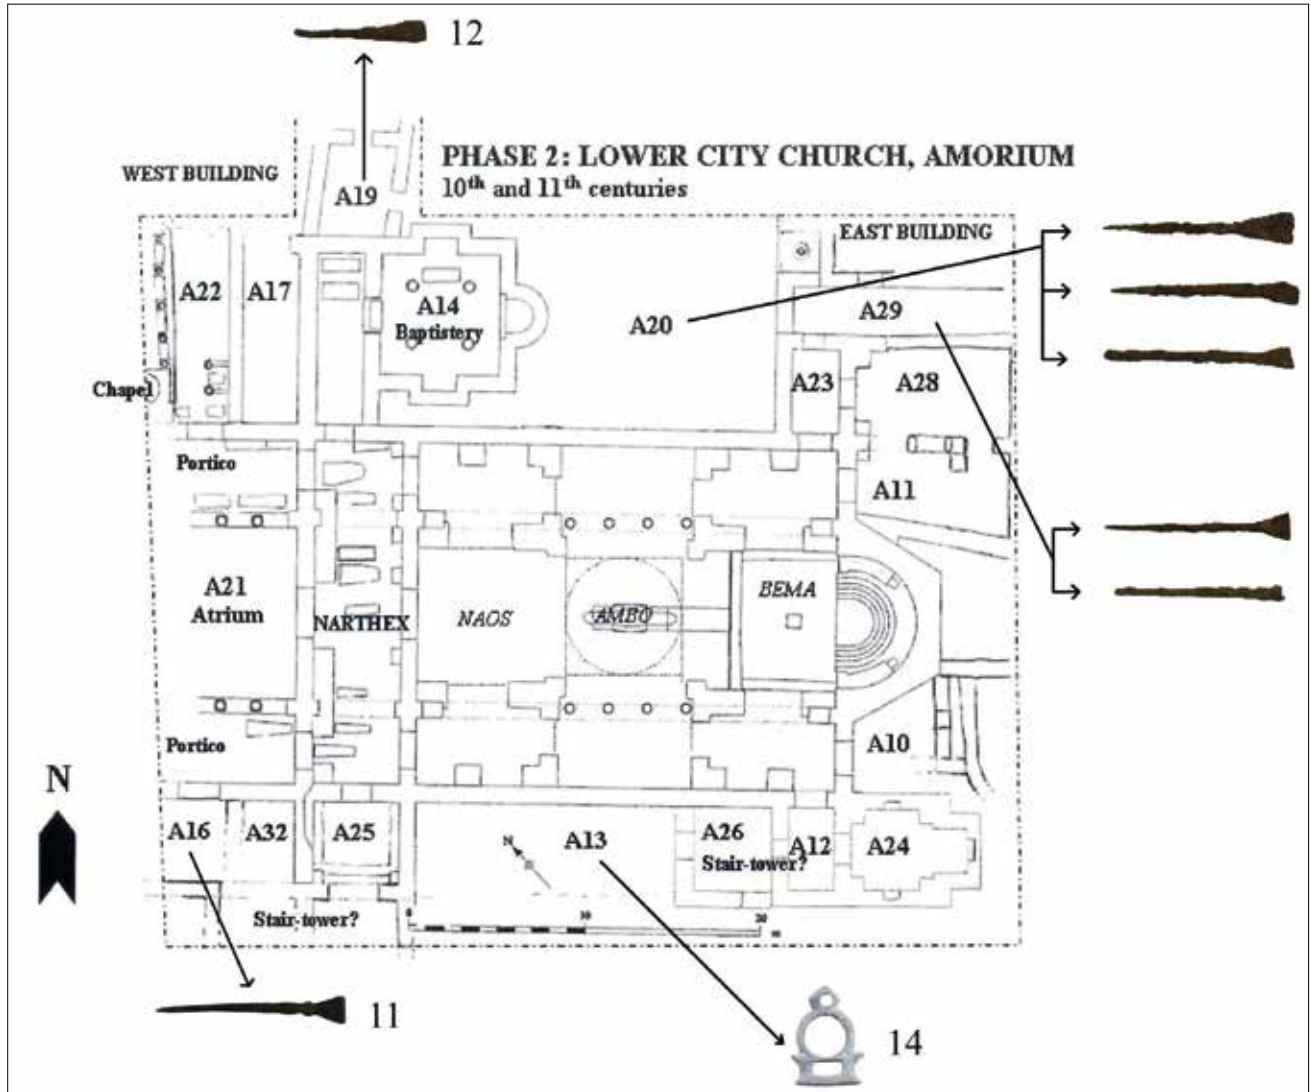 12
PHASE 2: LOWER CITY CHURCH, AMORIUM
10th and 11th centuries
WEST BUILDING
A19
EAST BUILDING
A22
A17
A14
Baptistery
A20
A29
A23
A28
Chapel
Portico
A11
A21
Atrium
NARTHEX
NAOS
AMBO
BEMA
Portico
A10
N
A16
A32
A25
A13
A26
Stair-tower?
A12
A24
N
Stair-tower?
0
10
20
m
11
14